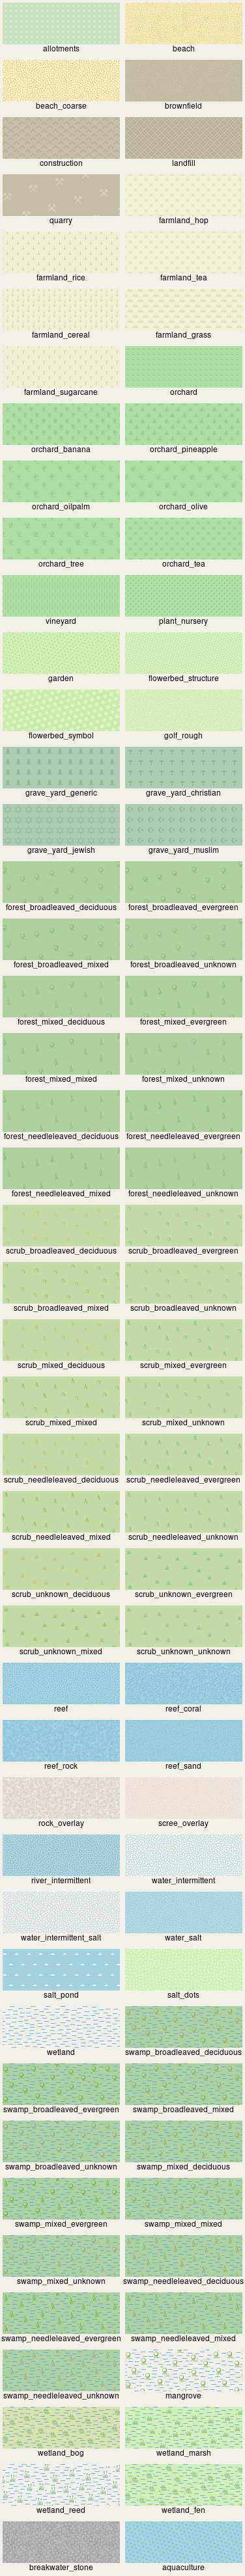 allotments
beach
beach_coarse
brownfield
construction
landfill
quarry
farmland_hop
farmland_rice
farmland_tea
farmland_cereal
farmland_grass
farmland_sugarcane
orchard
orchard_banana
orchard_pineapple
orchard_oilpalm
orchard_olive
orchard_tree
orchard_tea
vineyard
plant_nursery
garden
flowerbed_structure
flowerbed_symbol
golf_rough
grave_yard_generic
grave_yard_christian
grave_yard_jewish
grave_yard_muslim
forest_broadleaved_deciduous
forest_broadleaved_evergreen
forest_broadleaved_mixed
forest_broadleaved_unknown
forest_mixed_deciduous
forest_mixed_evergreen
forest_mixed_mixed
forest_mixed_unknown
forest_needleleaved_deciduous
forest_needleleaved_evergreen
forest_needleleaved_mixed
forest_needleleaved_unknown
scrub_broadleaved_deciduous
scrub_broadleaved_evergreen
scrub_broadleaved_mixed
scrub_broadleaved_unknown
scrub_mixed_deciduous
scrub_mixed_evergreen
scrub_mixed_mixed
scrub_mixed_unknown
scrub_needleleaved_deciduous
scrub_needleleaved_evergreen
scrub_needleleaved_mixed
scrub_needleleaved_unknown
scrub_unknown_deciduous
scrub_unknown_evergreen
scrub_unknown_mixed
scrub_unknown_unknown
reef
reef_coral
reef_rock
reef_sand
rock_overlay
scree_overlay
river_intermittent
water_intermittent
water_intermittent_salt
water_salt
salt_pond
salt_dots
wetland
swamp_broadleaved_deciduous
swamp_broadleaved_evergreen
swamp_broadleaved_mixed
swamp_broadleaved_unknown
swamp_mixed_deciduous
swamp_mixed_evergreen
swamp_mixed_mixed
swamp_mixed_unknown
swamp_needleleaved_deciduous
swamp_needleleaved_evergreen
swamp_needleleaved_mixed
swamp_needleleaved_unknown
mangrove
wetland_bog
wetland_marsh
wetland_reed
wetland_fen
breakwater_stone
aquaculture